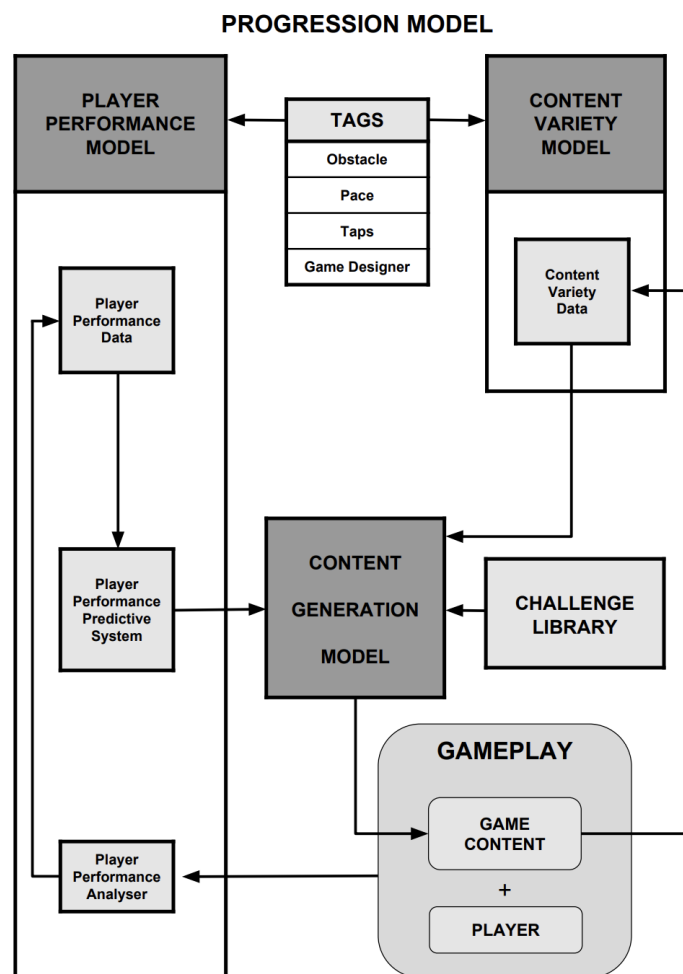 PROGRESSION MODEL
PLAYER
PERFORMANCE
MODEL
TAGS
Obstacle
Pace
Taps
Game Designer
CONTENT
VARIETY
MODEL
Content
Variety
Data
Player
Performance
Data
Player
Performance
Predictive
System
CONTENT
GENERATION
MODEL
CHALLENGE
LIBRARY
GAMEPLAY
GAME
CONTENT
+
PLAYER
Player
Performance
Analyser